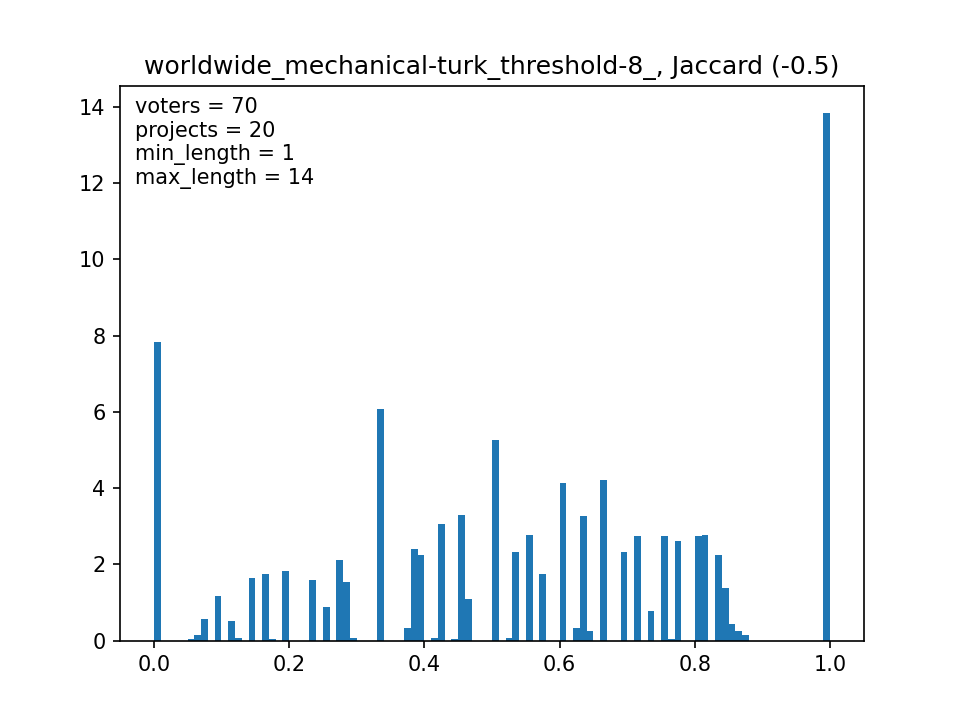 worldwide_mechanical-turk_threshold-8_, Jaccard (-0.5)
voters = 70
projects = 20
min_length = 1
max_length = 14
14
12
10
8
6
4
2
0
0.0 0.2 0.4 0.6 0.8 1.0